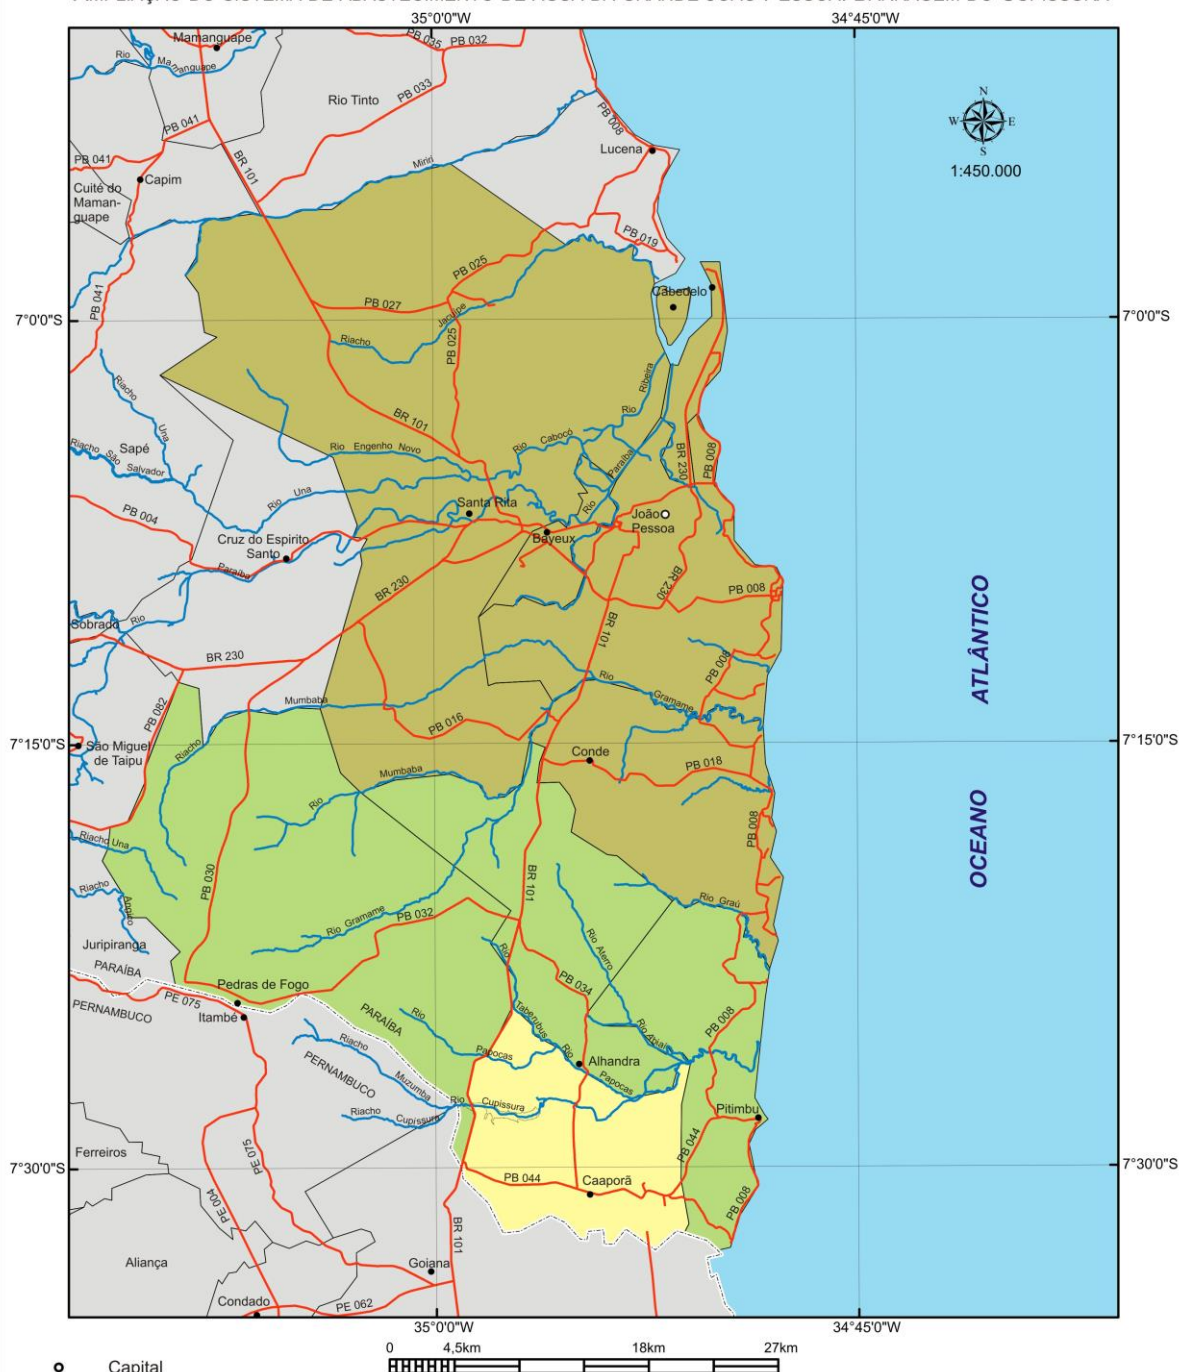 35°0'0"W
34°45'0"W
Mamanguape
PB 035
PB 032
Rio
Mamanguape
Rio Tinto
PB 033
PB 008
PB 041
BR 101
Lucena
N
W
E
S
1:450.000
PB 041
Miriri
Capim
Cuité do
Maman-
guape
PB 019
PB 025
PB 041
PB 027
Cabedelo
7°0'0"S
7°0'0"S
Jacuípe
Riacho
PB 025
Ribeira
Riacho
Una
BR 101
Rio
Rio Cabocó
Sapé
Riacho São Salvador
Rio Engenho Novo
Paraíba
BR 230
PB 008
Rio Una
Santa Rita
Rio
João
Pessoa
PB 004
Cruz do Espirito
Santo
Bayeux
Paraíba
BR 230
BR 230
PB 008
ATLÂNTICO
Sobrado
Rio
BR 101
BR 230
PB 008
Rio
Gramame
Mumbaba
PB 082
PB 016
Riacho
7°15'0"S
7°15'0"S
São Miguel
de Taipu
Conde
PB 018
Mumbaba
Rio
OCEANO
PB 008
Riacho Una
PB 030
BR 101
Riacho
Angico
Rio Graú
Rio Gramame
PB 032
Juripiranga
Rio
Rio Aterro
PARAÍBA
PB 034
Pedras de Fogo
PE 075
PERNAMBUCO
Itambé
PARAÍBA
Rio
Taberubus
Rio Abiaí
PB 008
Riacho
Papocas
Rio
Alhandra
PERNAMBUCO
Muzumba
Papocas
Rio
Cupissura
Pitimbu
Riacho
Cupissura
PE 075
Ferreiros
PB 044
7°30'0"S
7°30'0"S
PB 044
Caaporã
PE 004
PB 008
BR 101
Aliança
Goiana
Condado
PE 062
35°0'0"W
34°45'0"W
0
4,5km
18km
27km
Capital